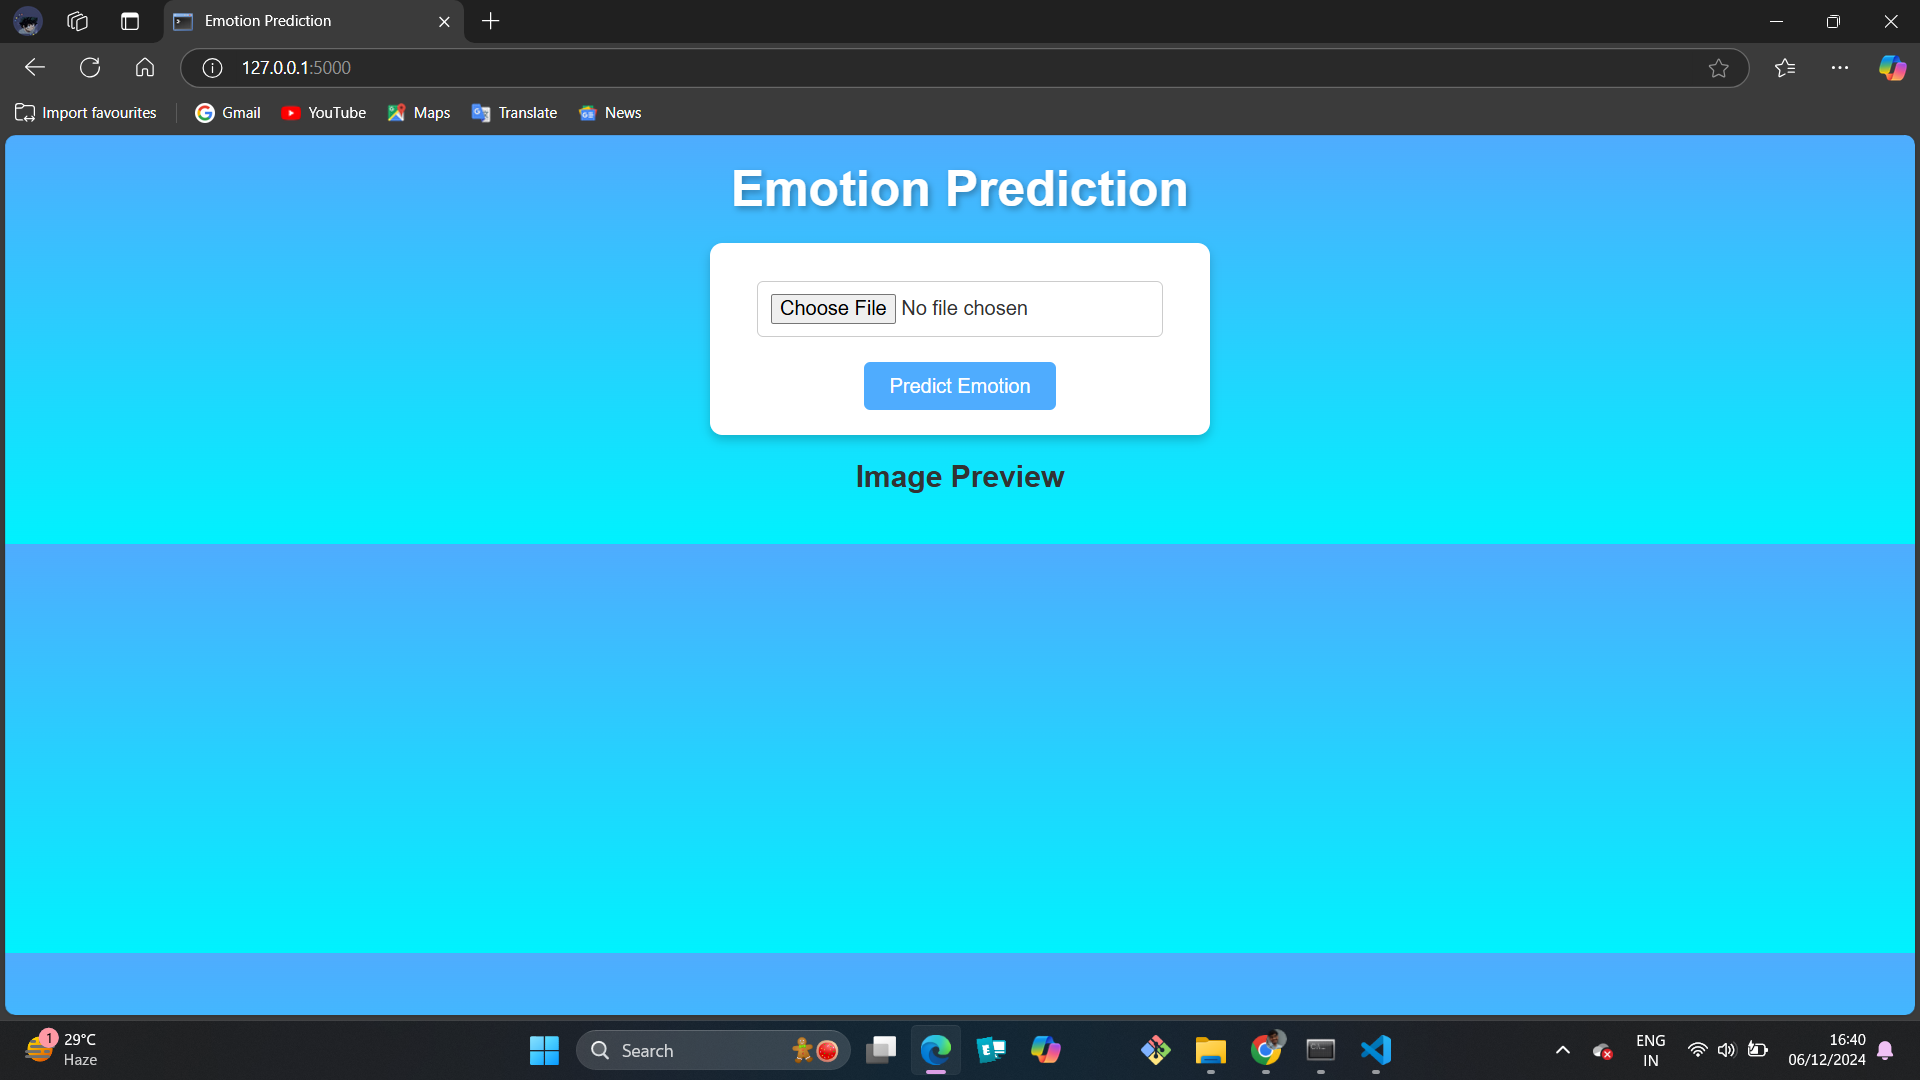 Emotion Prediction
127.0.0.1:5000
Import favourites
Gmail
YouTube
Maps
Translate
News
Emotion Prediction
Choose File No file chosen
Predict Emotion
Image Preview
1
29°C
Haze
Search
ENG
IN
16:40
06/12/2024